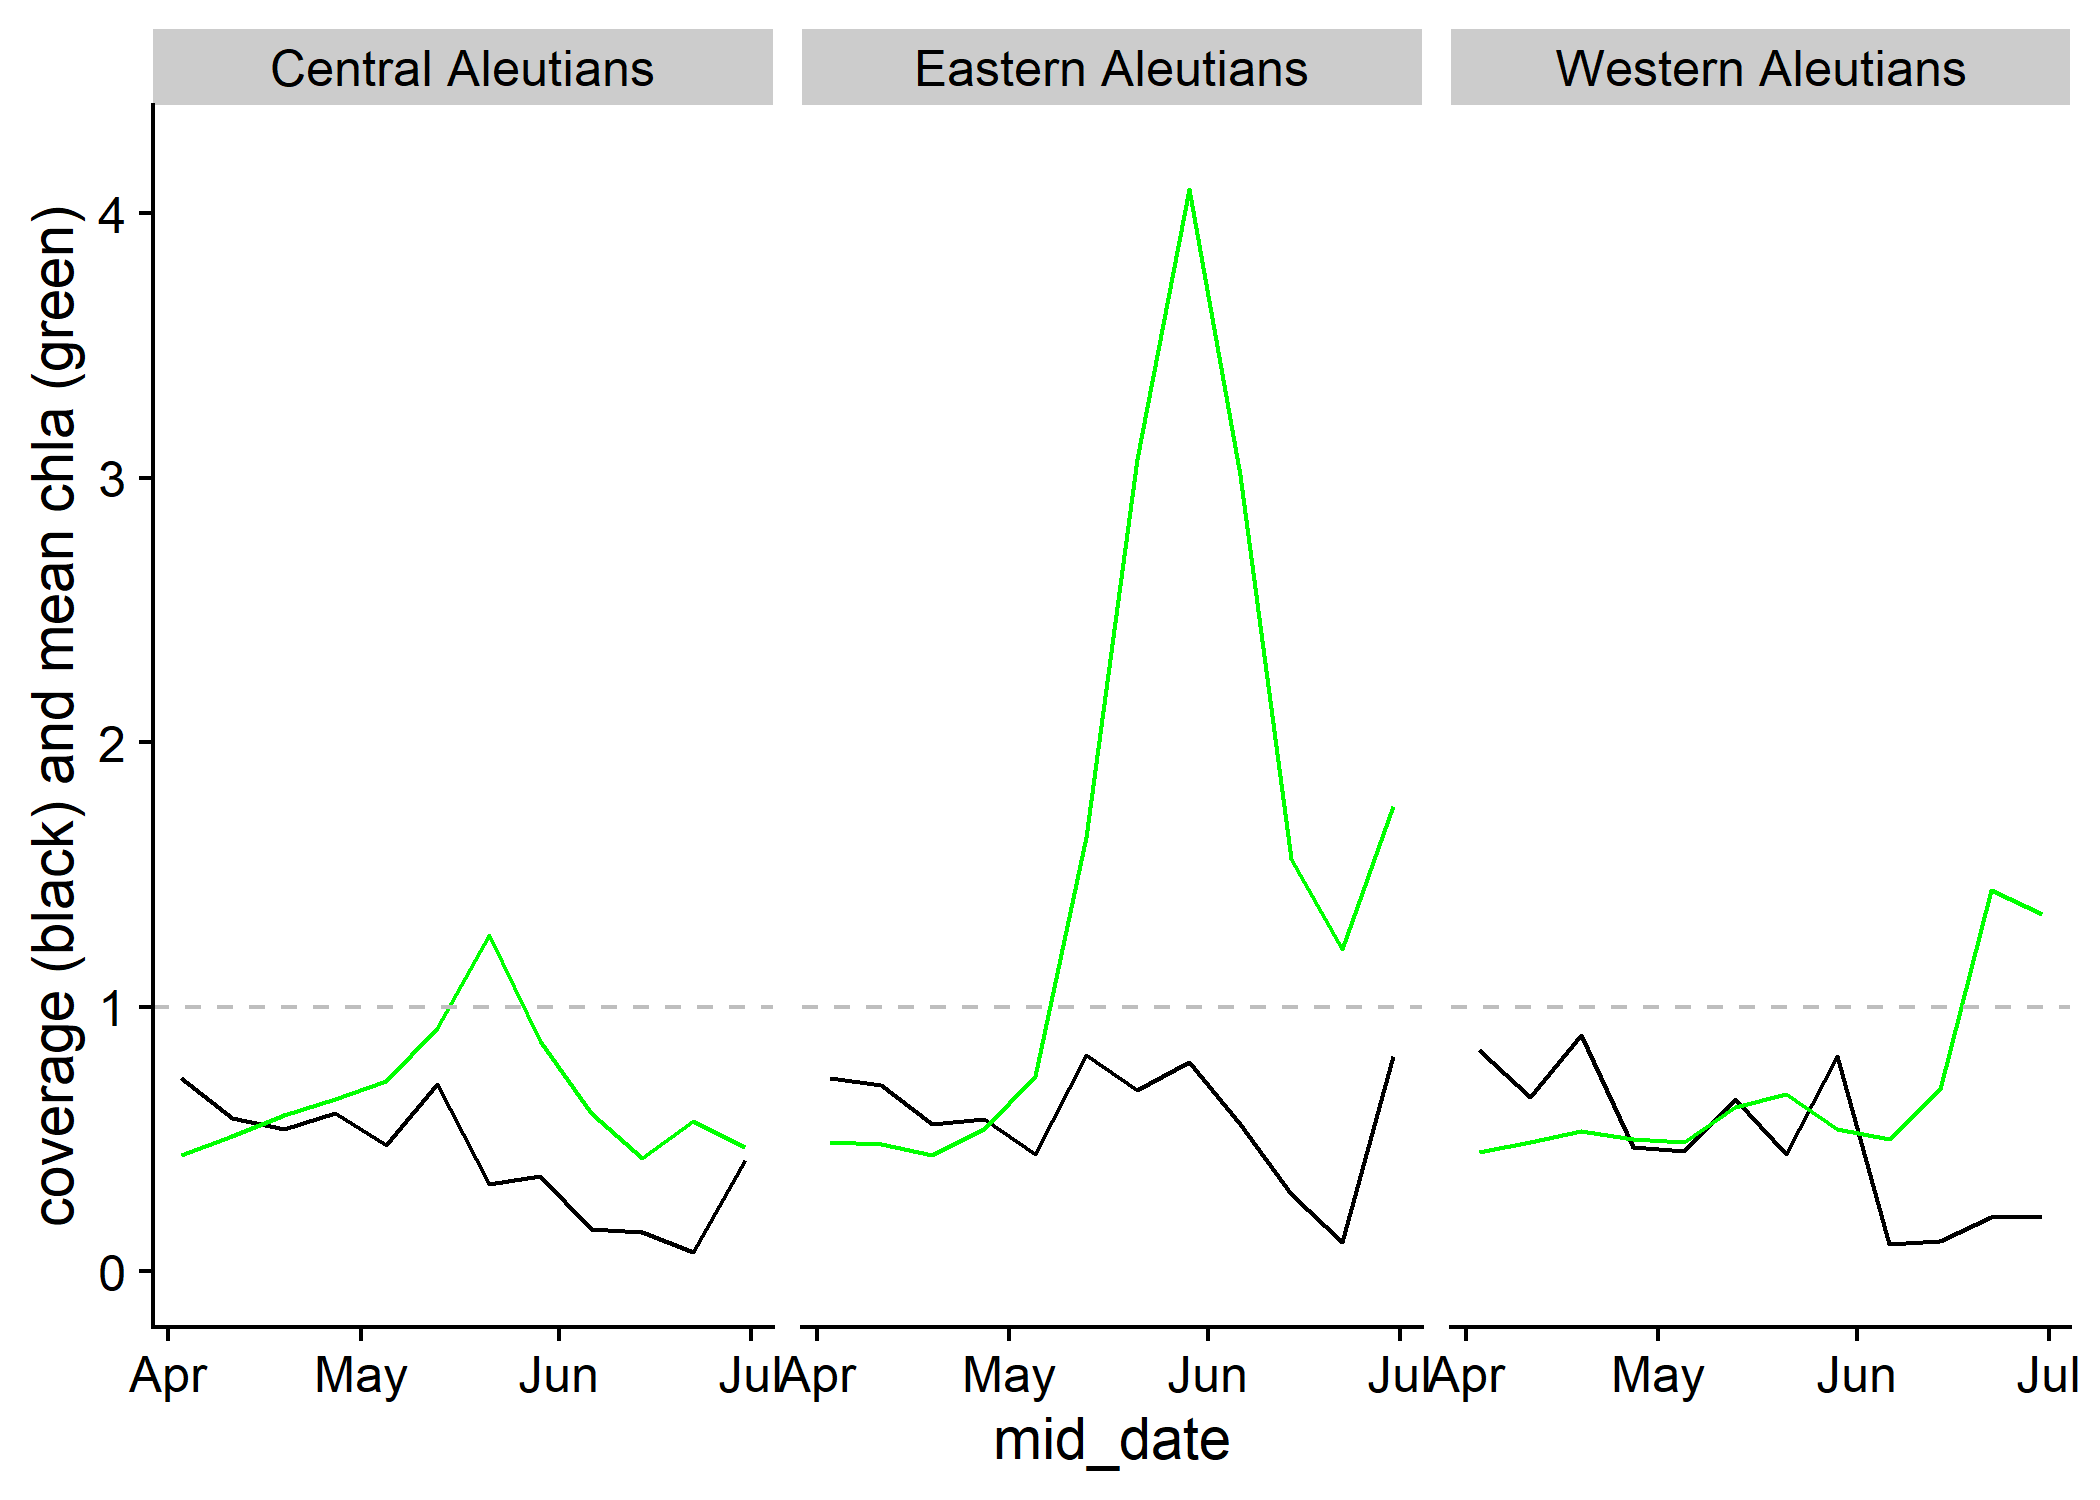 Central Aleutians
Eastern Aleutians
Western Aleutians
coverage (black) and mean chla (green)
4
3
2
1
0
Apr May Jun Jul
Apr May Jun Jul
Apr May Jun Jul
mid_date